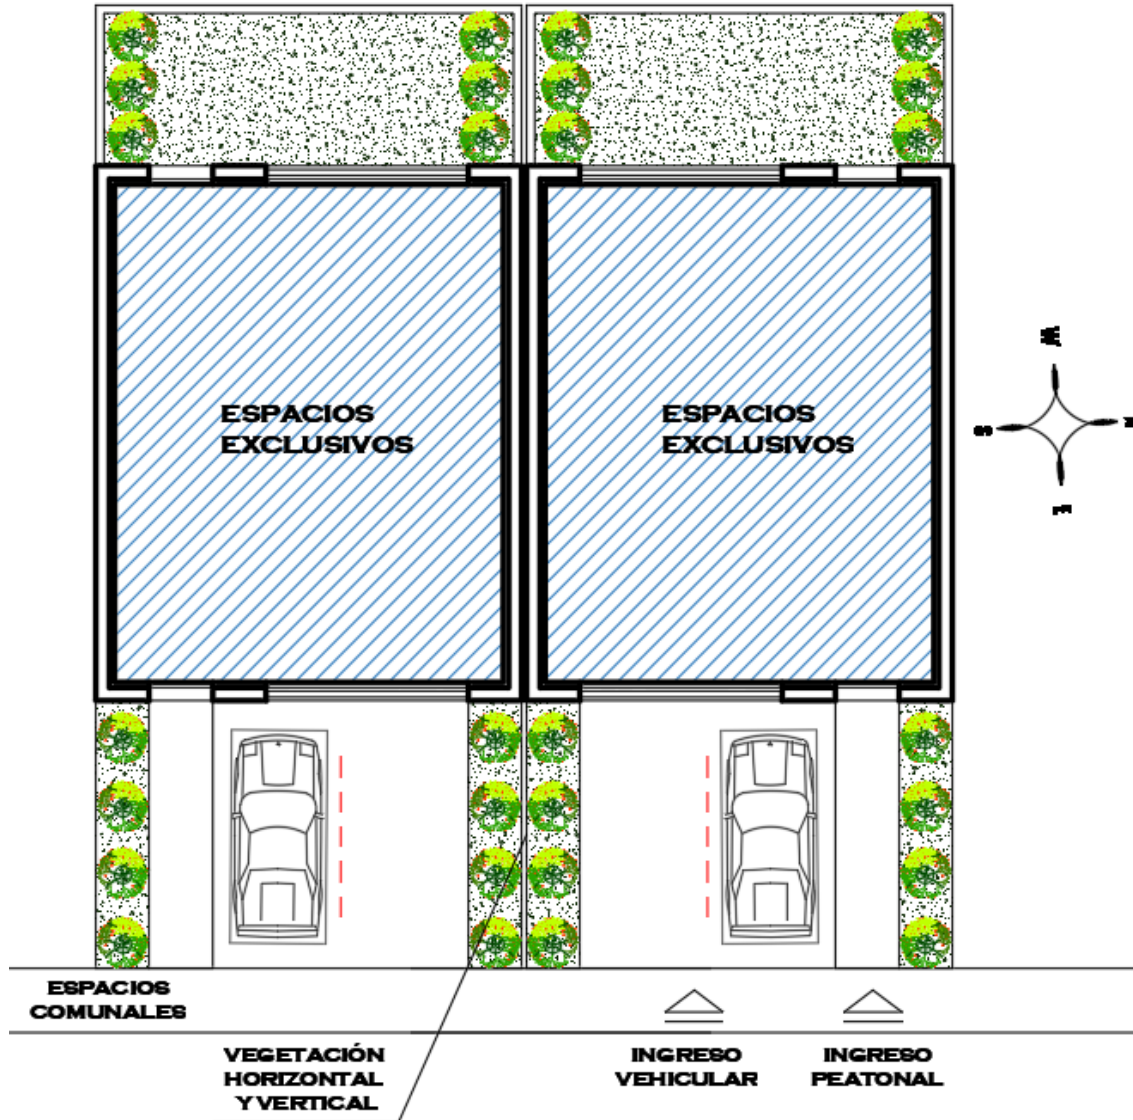 ESPACIOS
EXCLUSIVOS
ESPACIOS
EXCLUSIVOS
W
S
E
ESPACIOS
COMUNALES
VEGETACIÓN
HORIZONTAL
Y VERTICAL
INGRESO
VEHICULAR
INGRESO
PEATONAL